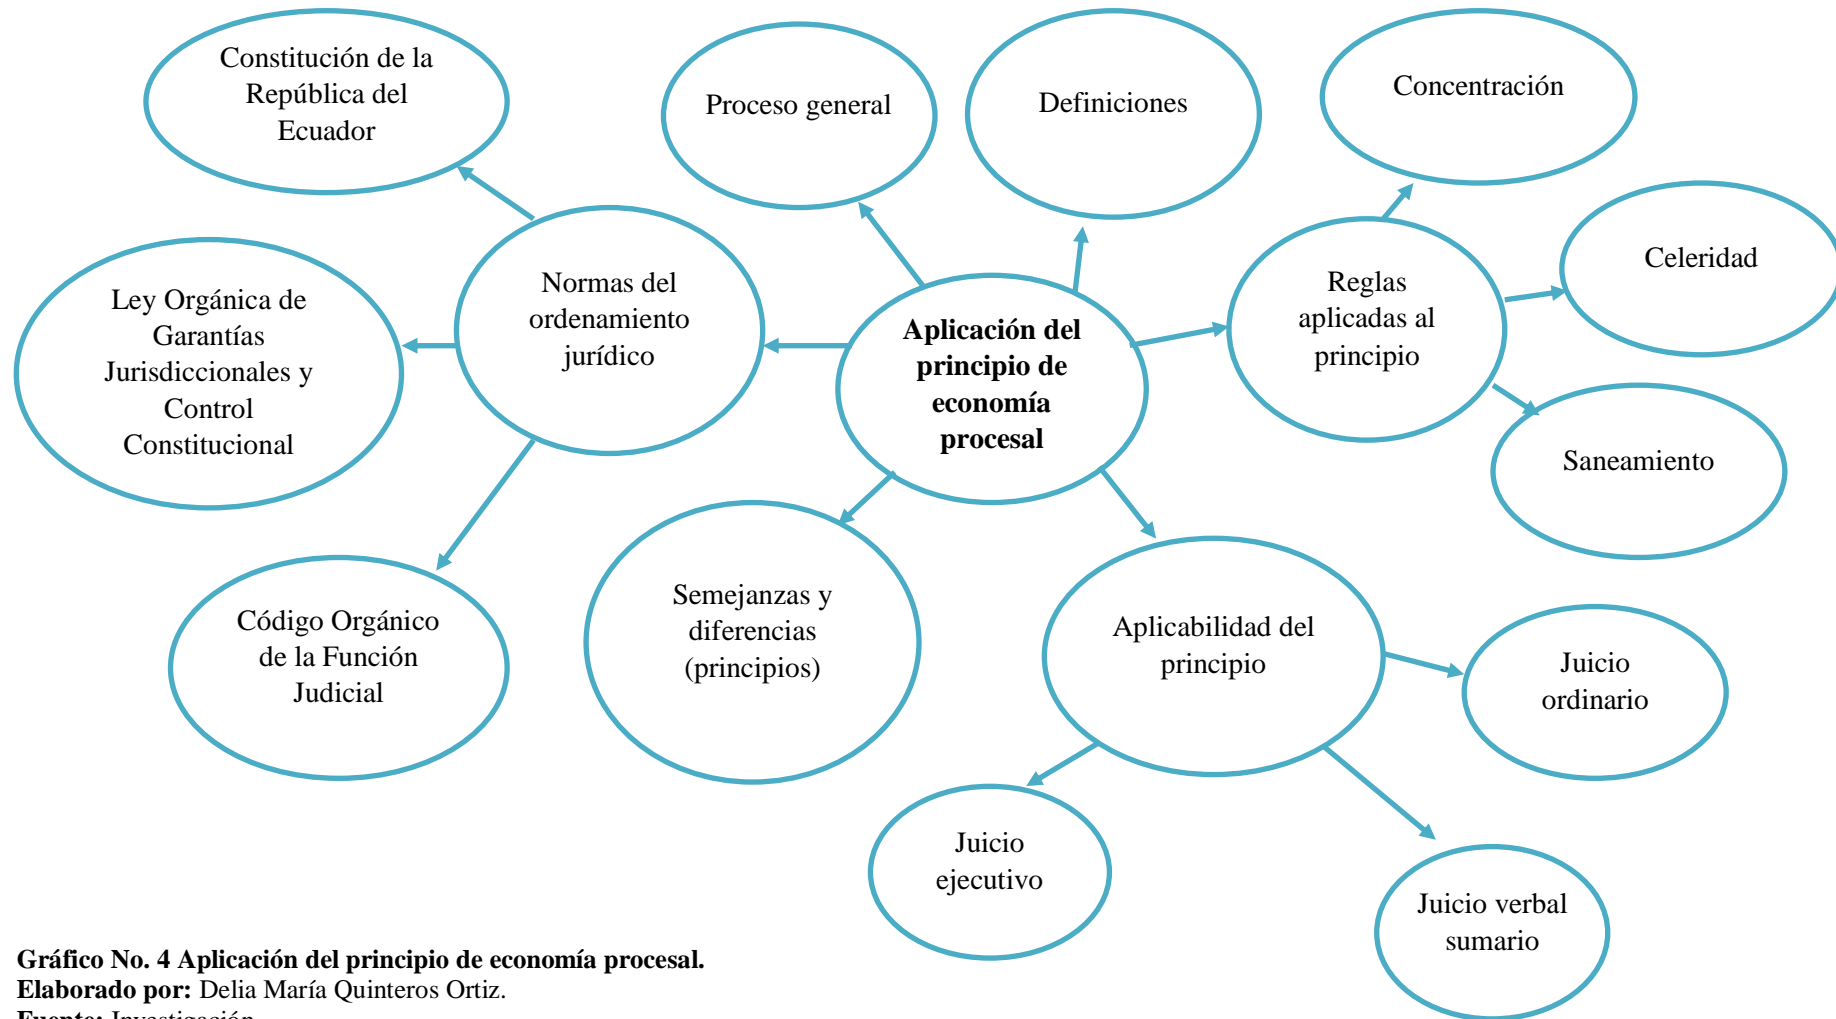 Constitución de la
República del
Ecuador
Proceso general
Definiciones
Concentración
Celeridad
Ley Orgánica de
Garantías
Jurisdiccionales y
Control
Constitucional
Normas del
ordenamiento
jurídico
Aplicación del
principio de
economía
procesal
Reglas
aplicadas al
principio
Saneamiento
Código Orgánico
de la Función
Judicial
Semejanzas y
diferencias
(principios)
Aplicabilidad del
principio
Juicio
ordinario
Juicio
ejecutivo
Juicio verbal
sumario
Gráfico No. 4 Aplicación del principio de economía procesal.
Elaborado por: Delia María Quinteros Ortiz.
Fuente: Investigación